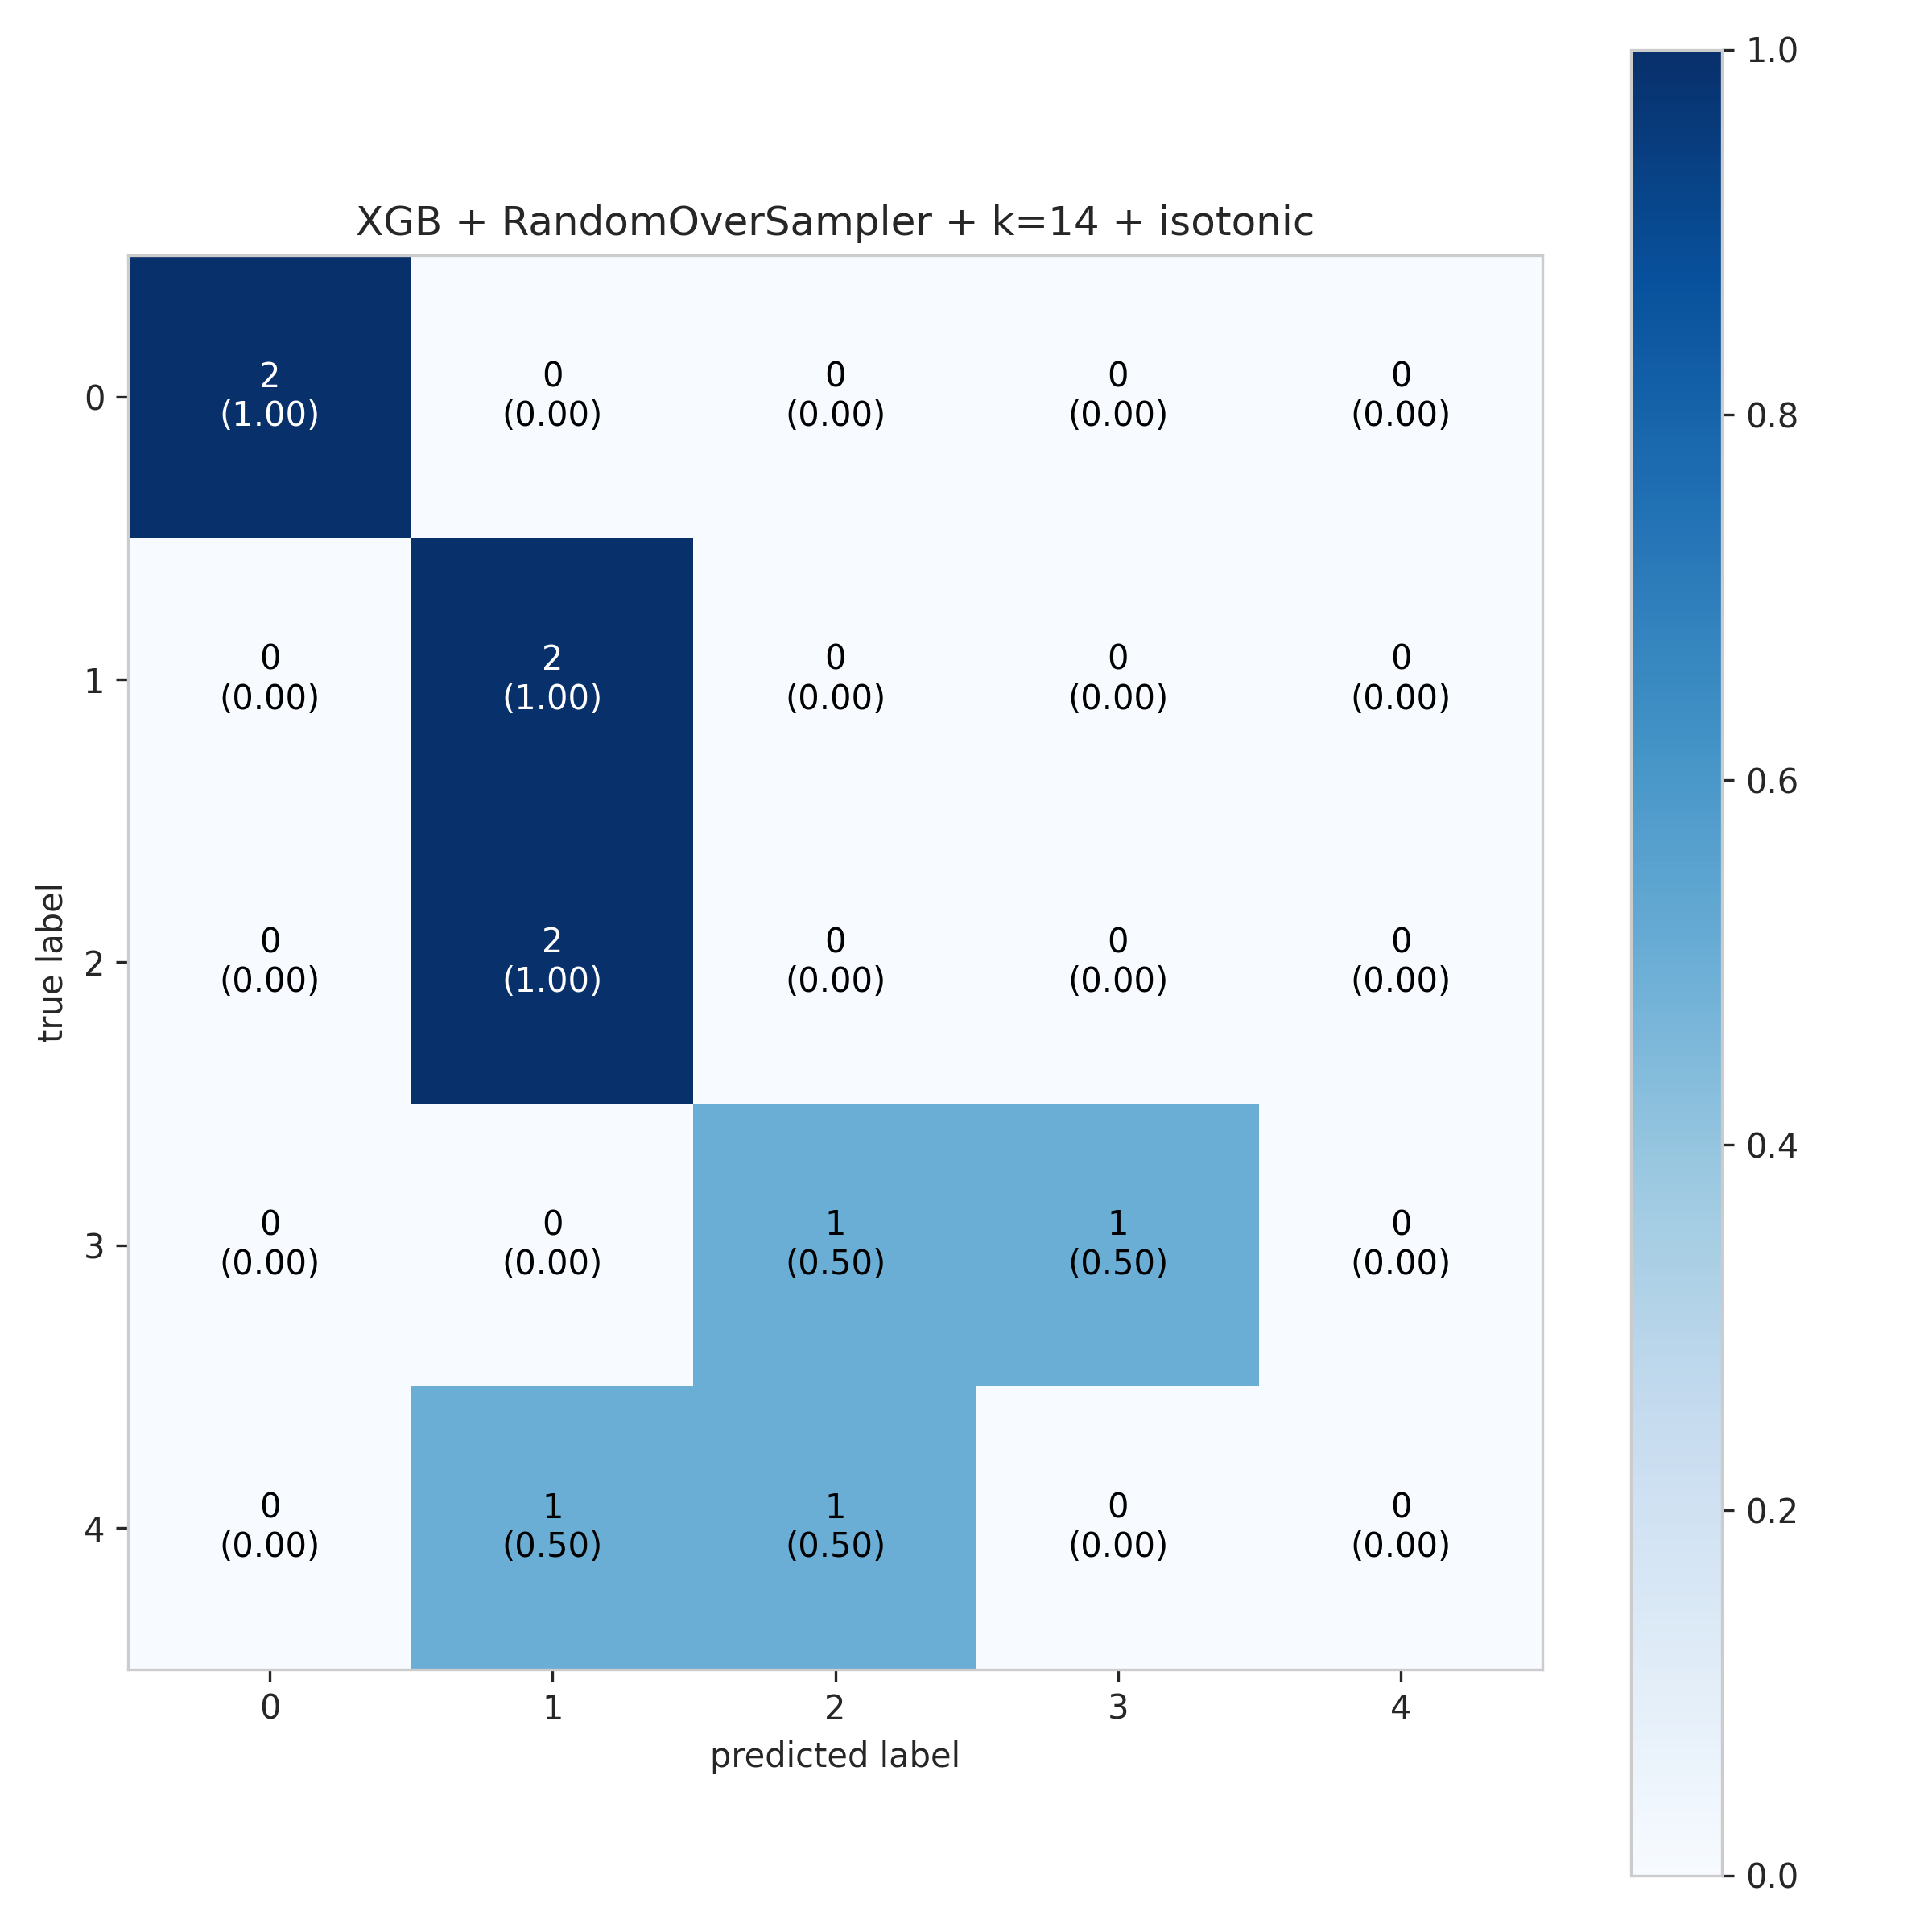 XGB + RandomOverSampler + k=14 + isotonic
1.0
0.8
0.6
0.4
0.2
0.0
true label
0
2 0 0 0 0
(1.00) (0.00) (0.00) (0.00) (0.00)
1
0 2 0 0 0
(0.00) (1.00) (0.00) (0.00) (0.00)
2
0 2 0 0 0
(0.00) (1.00) (0.00) (0.00) (0.00)
3
0 0 1 1 0
(0.00) (0.00) (0.50) (0.50) (0.00)
4
0 1 1 0 0
(0.00) (0.50) (0.50) (0.00) (0.00)
0 1 2 3 4
predicted label